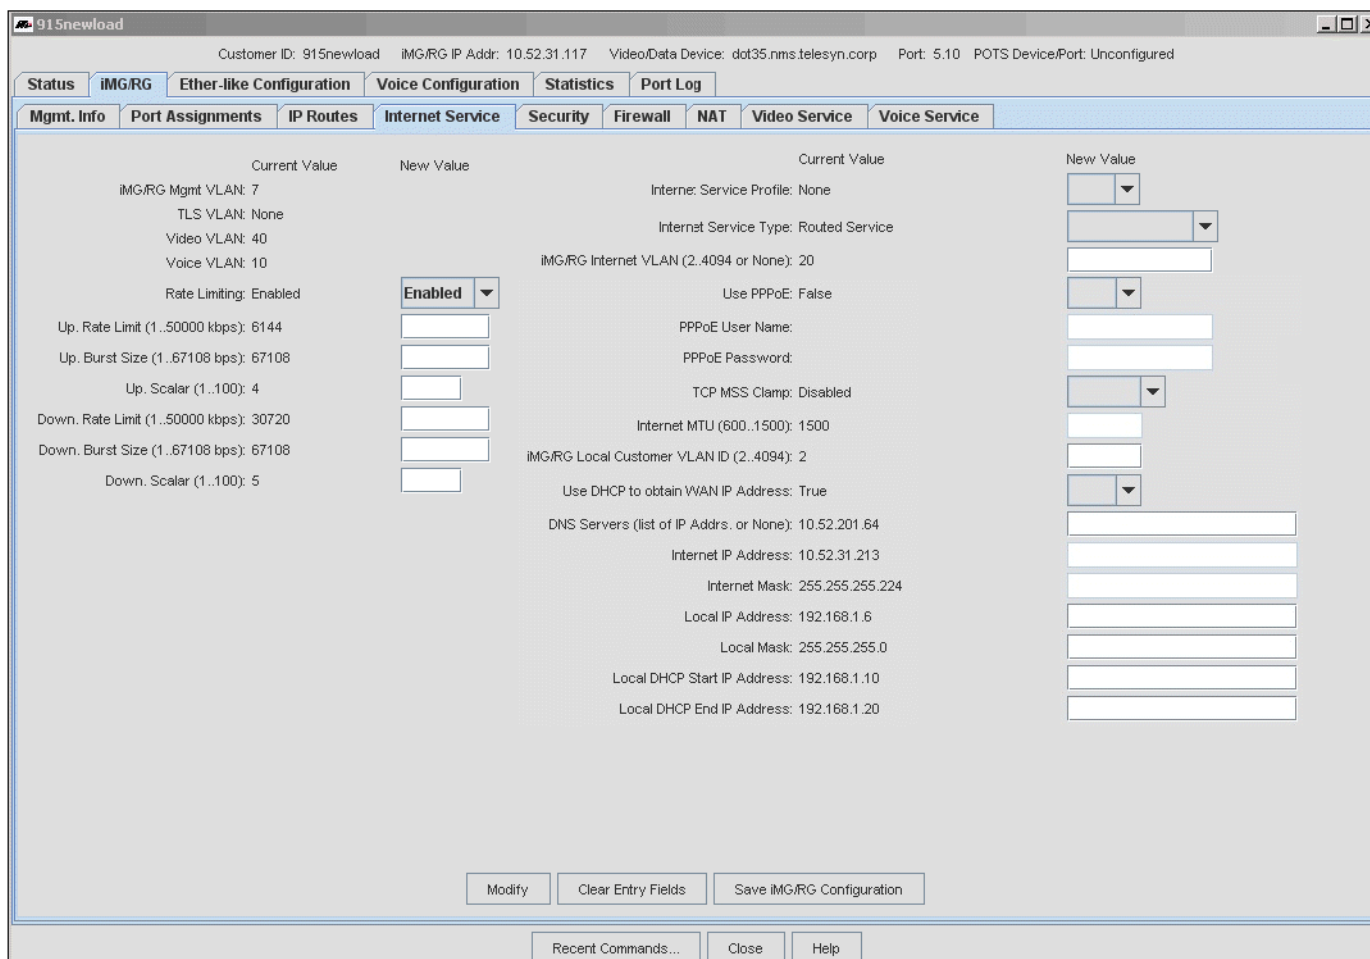 915newload
Customer ID: 915newload iMG/RG IP Addr: 10.52.31.117 Video/Data Device: dot35.nms.telesyn.corp Port: 5.10 POTS Device/Port: Unconfigured
Status iMG/RG Ether-like Configuration Voice Configuration Statistics Port Log
Mgmt. Info Port Assignments IP Routes Internet Service Security Firewall NAT Video Service Voice Service
Current Value New Value
iMG/RG Mgmt VLAN: 7
TLS VLAN: None
Video VLAN: 40
Voice VLAN: 10
Rate Limiting: Enabled Enabled
Up. Rate Limit (1..50000 kbps): 6144
Up. Burst Size (1..67108 bps): 67108
Up. Scalar (1..100): 4
Down. Rate Limit (1..50000 kbps): 30720
Down. Burst Size (1..67108 bps): 67108
Down. Scalar (1..100): 5
Current Value New Value
Internet Service Profile: None
Internet Service Type: Routed Service
iMG/RG Internet VLAN (2..4094 or None): 20
Use PPPoE: False
PPPoE User Name:
PPPoE Password:
TCP MSS Clamp: Disabled
Internet MTU (600..1500): 1500
iMG/RG Local Customer VLAN ID (2..4094): 2
Use DHCP to obtain WAN IP Address: True
DNS Servers (list of IP Addrs. or None): 10.52.201.64
Internet IP Address: 10.52.31.213
Internet Mask: 255.255.255.224
Local IP Address: 192.168.1.6
Local Mask: 255.255.255.0
Local DHCP Start IP Address: 192.168.1.10
Local DHCP End IP Address: 192.168.1.20
Modify Clear Entry Fields Save iMG/RG Configuration
Recent Commands... Close Help